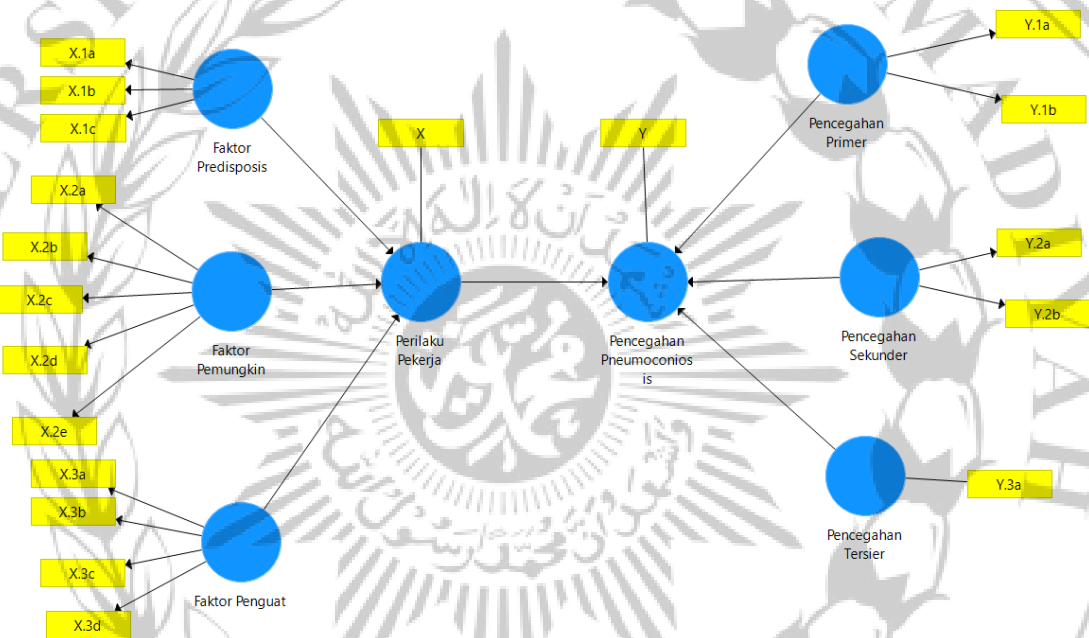 X.1a
X.1b
X.1c
Faktor
Predisposis
X.2a
X.2b
X.2c
X.2d
X.2e
Faktor
Pemungkin
X.3a
X.3b
X.3c
X.3d
Faktor Penguat
X
Perilaku
Pekerja
Y
Pencegahan
Pneumoconios
is
Y.1a
Y.1b
Pencegahan
Primer
Y.2a
Y.2b
Pencegahan
Sekunder
Y.3a
Pencegahan
Tersier